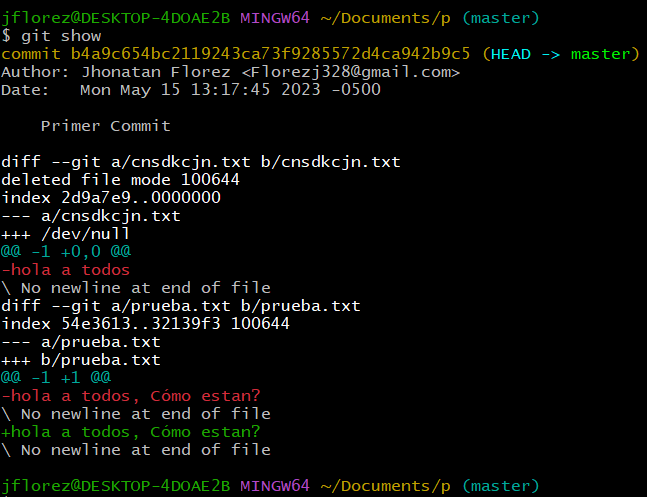 jflorez@DESKTOP-4DOAE2B MINGW64 ~/Documents/p (master)
$ git show
commit b4a9c654bc2119243ca73f9285572d4ca942b9c5 (HEAD -> master)
Author: Jhonatan Florez <Florezj328@gmail.com>
Date:   Mon May 15 13:17:45 2023 -0500

    Primer Commit

diff --git a/cnsdkcjn.txt b/cnsdkcjn.txt
deleted file mode 100644
index 2d9a7e9..0000000
--- a/cnsdkcjn.txt
+++ /dev/null
@@ -1 +0,0 @@
-hola a todos
\ No newline at end of file
diff --git a/prueba.txt b/prueba.txt
index 54e3613..32139f3 100644
--- a/prueba.txt
+++ b/prueba.txt
@@ -1 +1 @@
-hola a todos, Cómo estan?
\ No newline at end of file
+hola a todos, Cómo estan?
\ No newline at end of file

jflorez@DESKTOP-4DOAE2B MINGW64 ~/Documents/p (master)